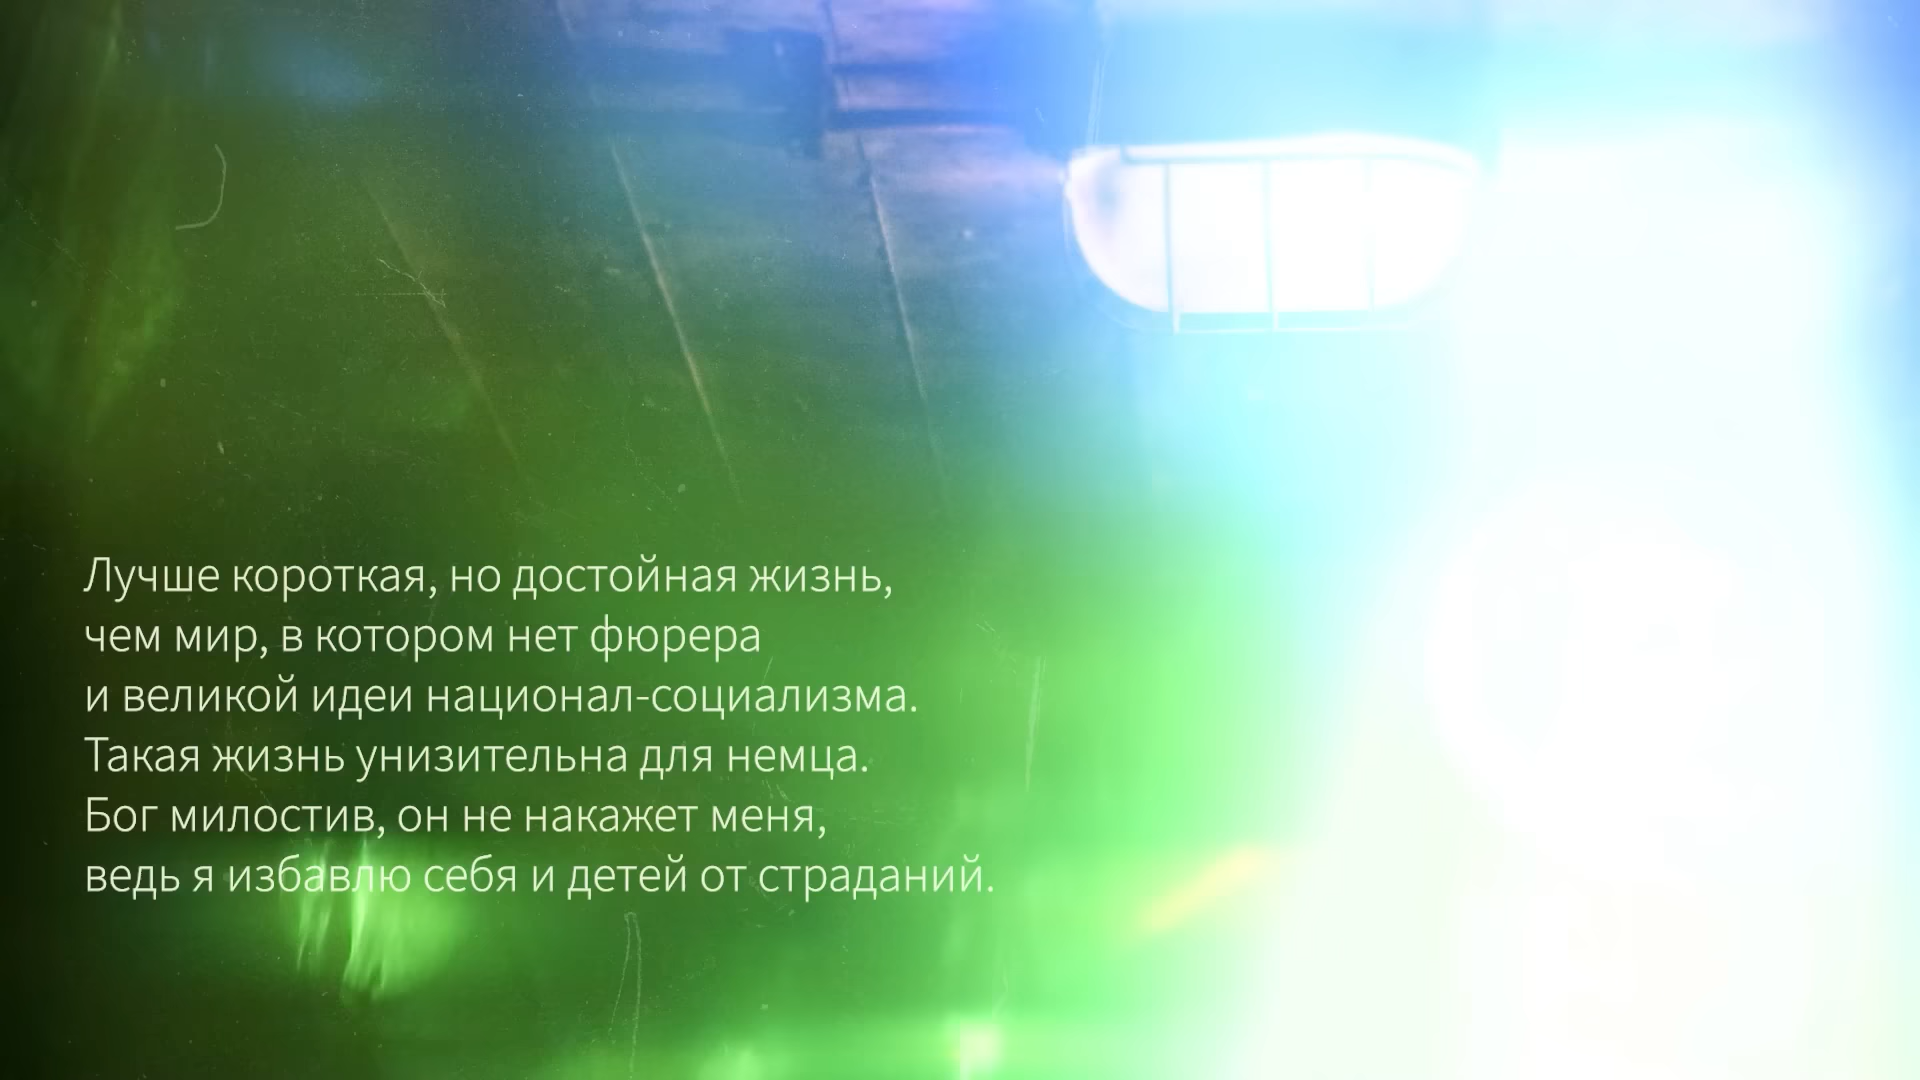 Лучше короткая, но достойная жизнь,
чем мир, в котором нет фюрера
и великой идеи национал-социализма.
Такая жизнь унизительна для немца.
Бог милостив, он не накажет меня,
ведь я избавлю себя и детей от страданий.